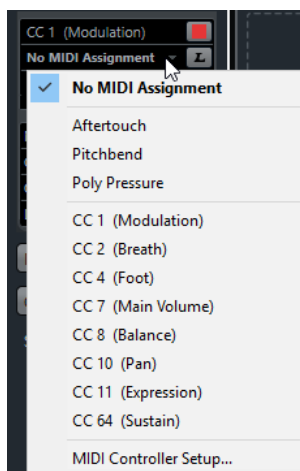 CC 1 (Modulation)
No MIDI Assignment L
No MIDI Assignment
Aftertouch
Pitchbend
Poly Pressure
CC 1 (Modulation)
CC 2 (Breath)
CC 4 (Foot)
CC 7 (Main Volume)
CC 8 (Balance)
CC 10 (Pan)
CC 11 (Expression)
CC 64 (Sustain)
MIDI Controller Setup...